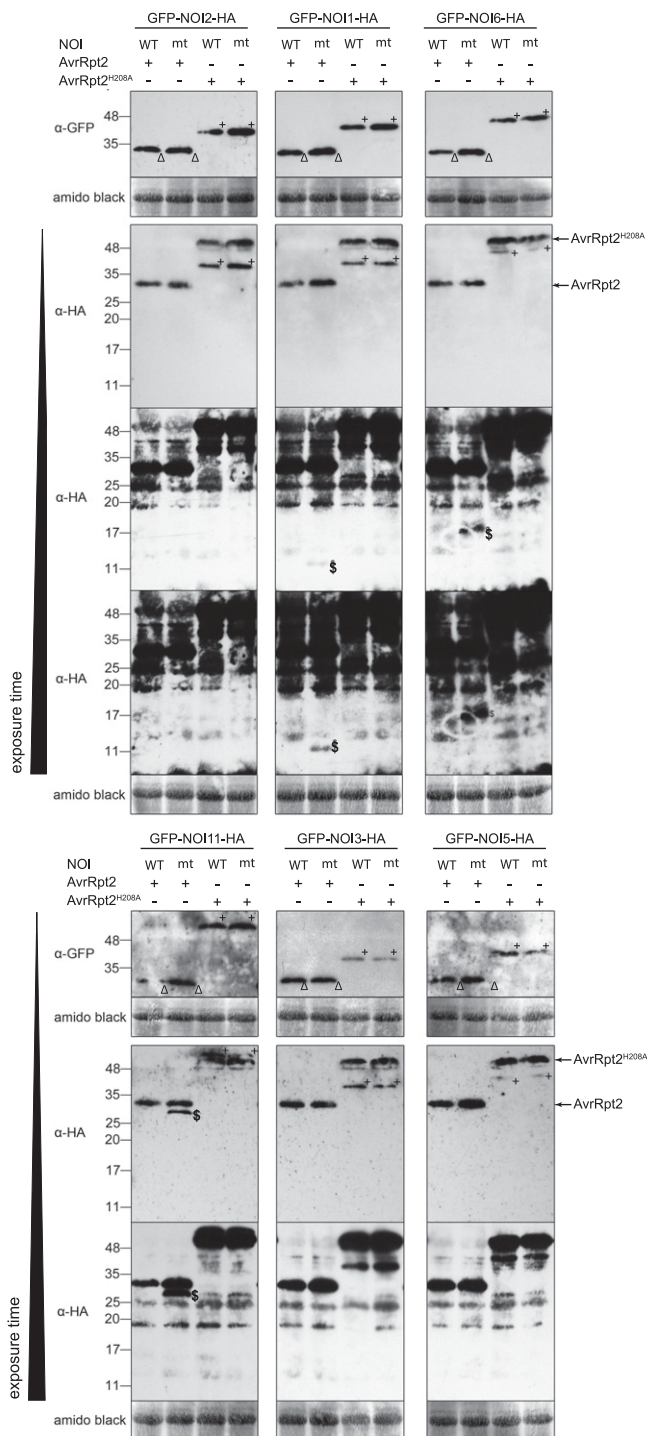 GFP-NOI2-HA GFP-NOI1-HA GFP-NOI6-HA
NOI WT mt WT mt WT mt WT mt WT mt WT mt
AvrRpt2 + + - - + + - - + + - -
AvrRpt2H208A - - + + - - + + - - + +
48
α-GFP
35
+ + + + + +
Δ Δ Δ Δ Δ Δ
amido black
48
35
α-HA
25
20
17
11
+ + + + + +
AvrRpt2H208A
AvrRpt2
48
35
25
α-HA
20
17
11
$ $
48
35
α-HA
25
20
17
11
$ $
exposure time
amido black
GFP-NOI11-HA GFP-NOI3-HA GFP-NOI5-HA
NOI WT mt WT mt WT mt WT mt WT mt WT mt
AvrRpt2 + + - - + + - - + + - -
AvrRpt2H208A - - + + - - + + - - + +
48
α-GFP
35
+ + + + + +
Δ Δ Δ Δ Δ
amido black
48
35
α-HA
25
20
17
11
+ + + + + +
$
AvrRpt2H208A
AvrRpt2
48
35
α-HA
25
20
17
11
$
exposure time
amido black